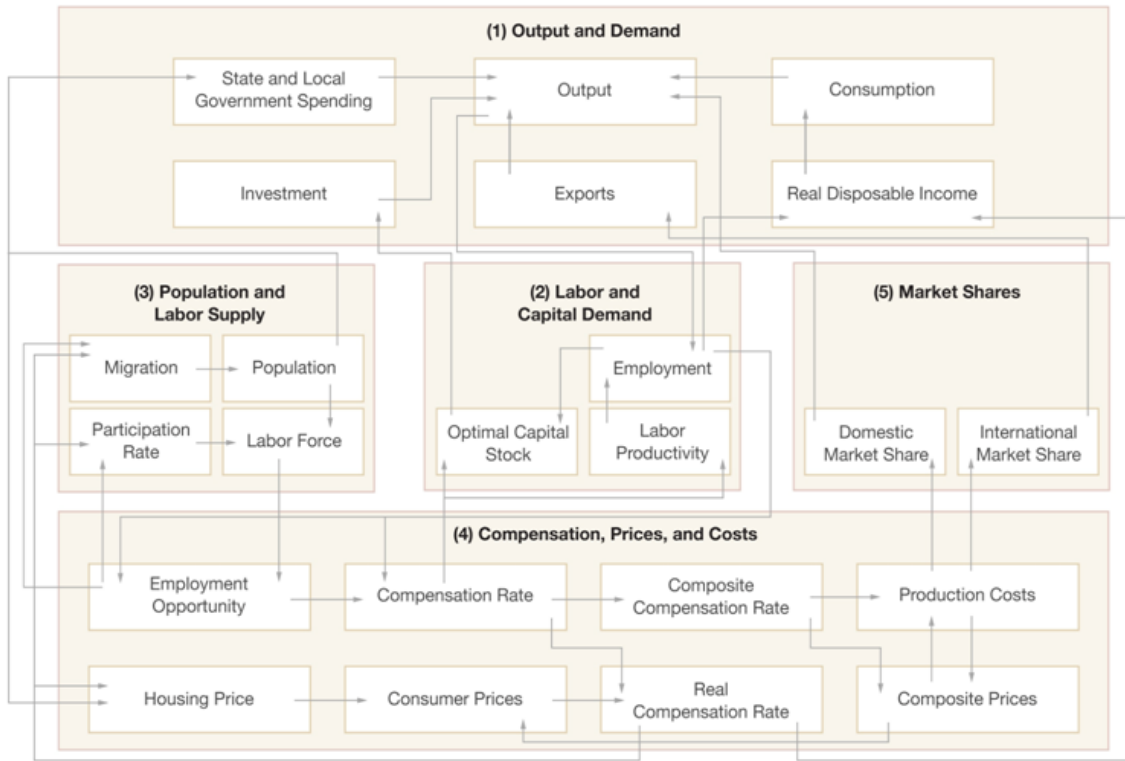 (1) Output and Demand
State and Local
Government Spending
Output
Consumption
Investment
Exports
Real Disposable Income
(3) Population and
Labor Supply
Migration
Population
Participation
Rate
Labor Force
(2) Labor and
Capital Demand
Employment
Optimal Capital
Stock
Labor
Productivity
(5) Market Shares
Domestic
Market Share
International
Market Share
(4) Compensation, Prices, and Costs
Employment
Opportunity
Compensation Rate
Composite
Compensation Rate
Production Costs
Housing Price
Consumer Prices
Real
Compensation Rate
Composite Prices